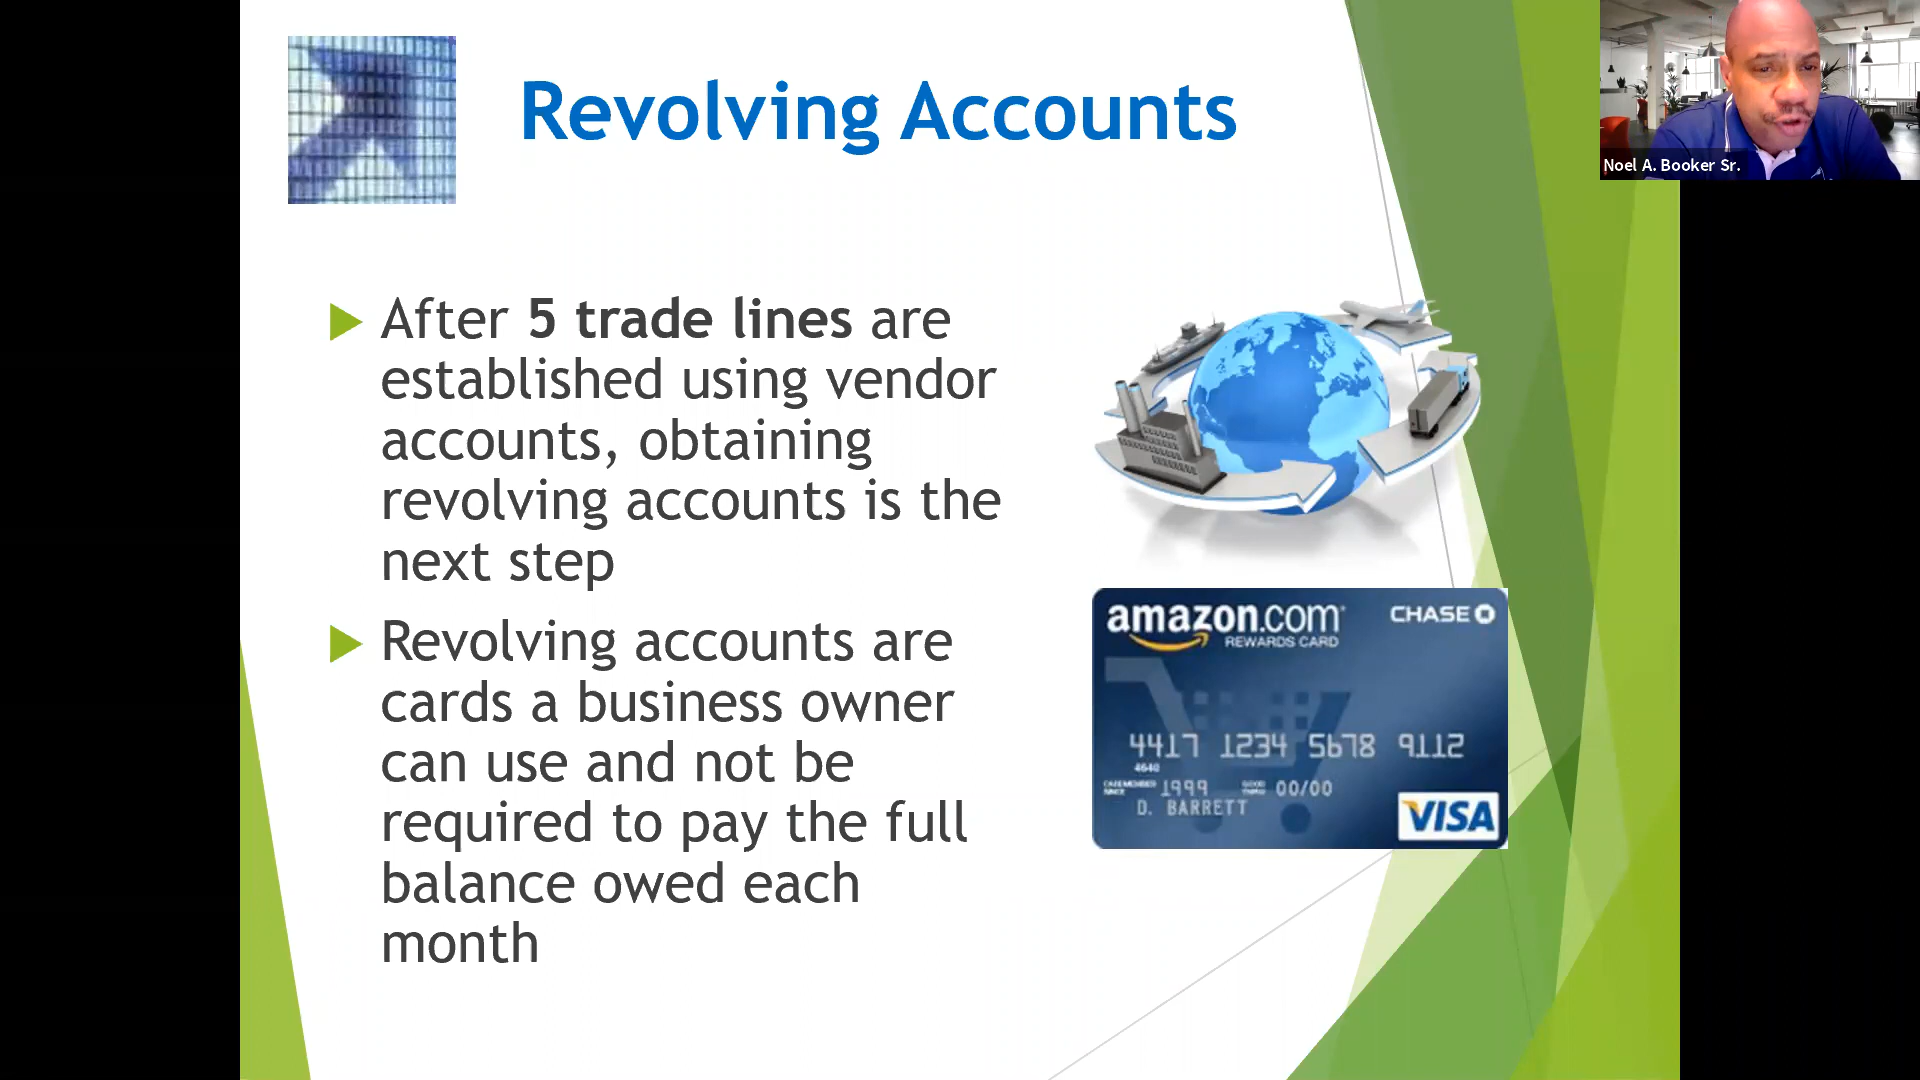 Revolving Accounts
Noel A. Booker Sr.
After 5 trade lines are
established using vendor
accounts, obtaining
revolving accounts is the
next step
Revolving accounts are
cards a business owner
can use and not be
required to pay the full
balance owed each
month
amazon.com CHASE
REWARDS CARD
4417 1234 5678 9112
4640
1999 00/00
D. BARRETT
VISA